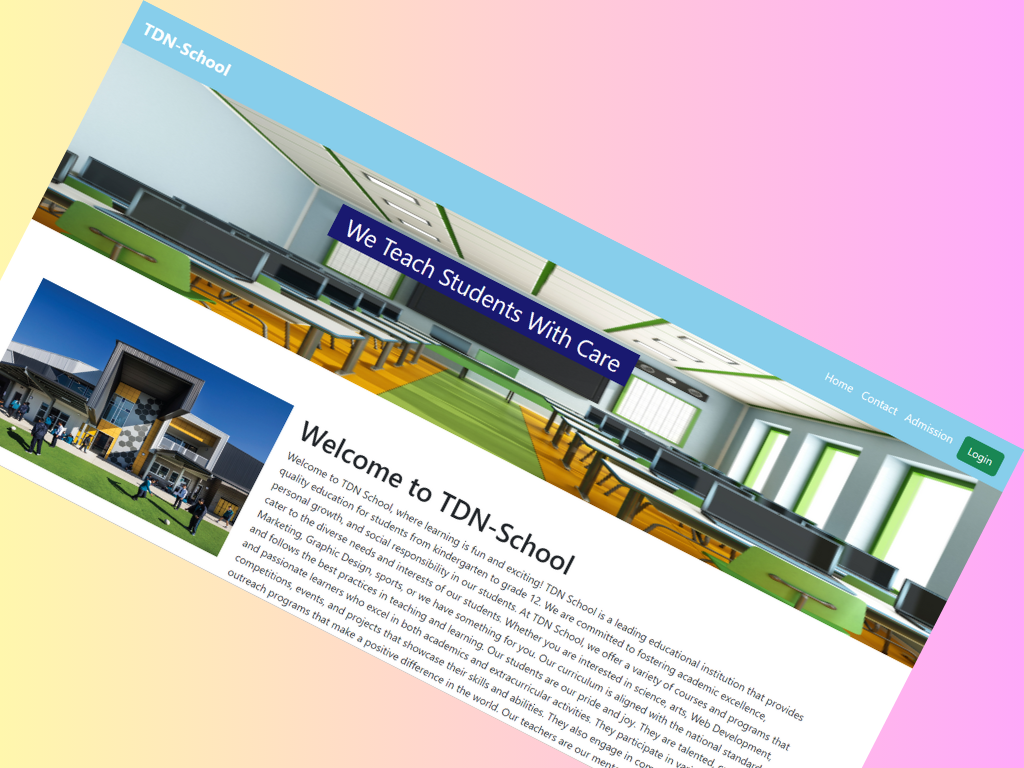 TDN-School
Home Contact Admission Login
We Teach Students With Care
Welcome to TDN-School
Welcome to TDN School, where learning is fun and exciting! TDN School is a leading educational institution that provides
quality education for students from kindergarten to grade 12. We are committed to fostering academic excellence,
personal growth, and social responsibility in our students. At TDN School, we offer a variety of courses and programs that
cater to the diverse needs and interests of our students. Whether you are interested in science, arts, Web Development,
Marketing, Graphic Design, sports, or we have something for you. Our curriculum is aligned with the national standards
and follows the best practices in teaching and learning. Our students are our pride and joy. They are talented,
and passionate learners who excel in both academics and extracurricular activities. They participate in
competitions, events, and projects that showcase their skills and abilities. They also engage in
outreach programs that make a positive difference in the world. Our teachers are our